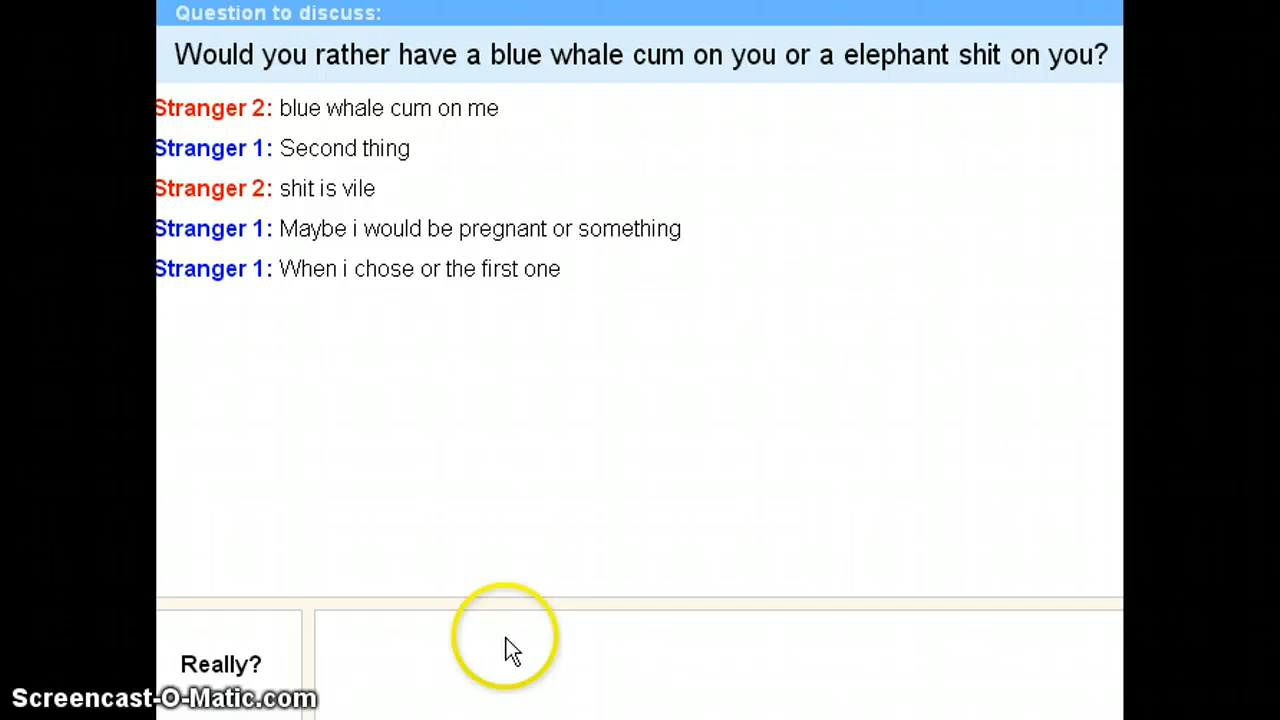 Question to discuss:
Would you rather have a blue whale cum on you or a elephant shit on you?
Stranger 2: blue whale cum on me
Stranger 1: Second thing
Stranger 2: shit is vile
Stranger 1: Maybe i would be pregnant or something
Stranger 1: When i chose or the first one
Really?
Screencast-O-Matic.com